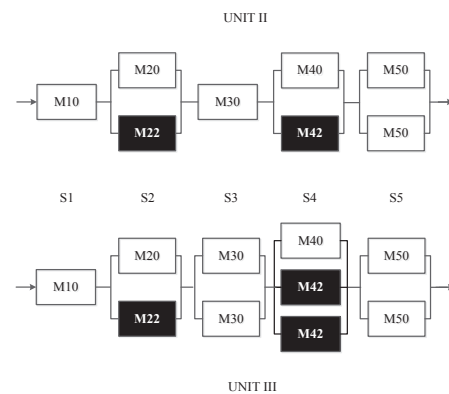 UNIT II
M20 M40 M50
M10 M30
M22 M42 M50
S1 S2 S3 S4 S5
M40
M20 M30 M50
M10 M42
M22 M30 M50
M42
UNIT III